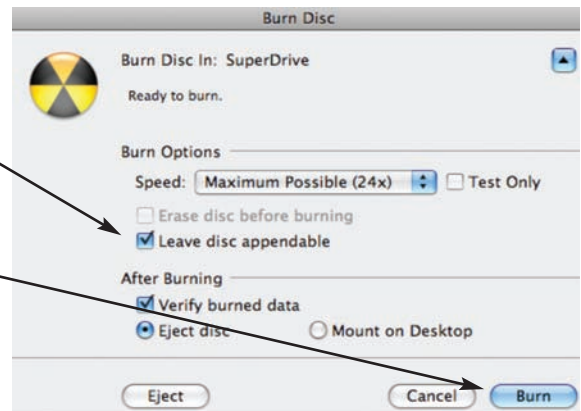 Burn Disc
Burn Disc In: SuperDrive
Ready to burn.
Burn Options
Speed: Maximum Possible (24x) Test Only
Erase disc before burning
Leave disc appendable
After Burning
Verify burned data
Eject disc Mount on Desktop
Eject Cancel Burn